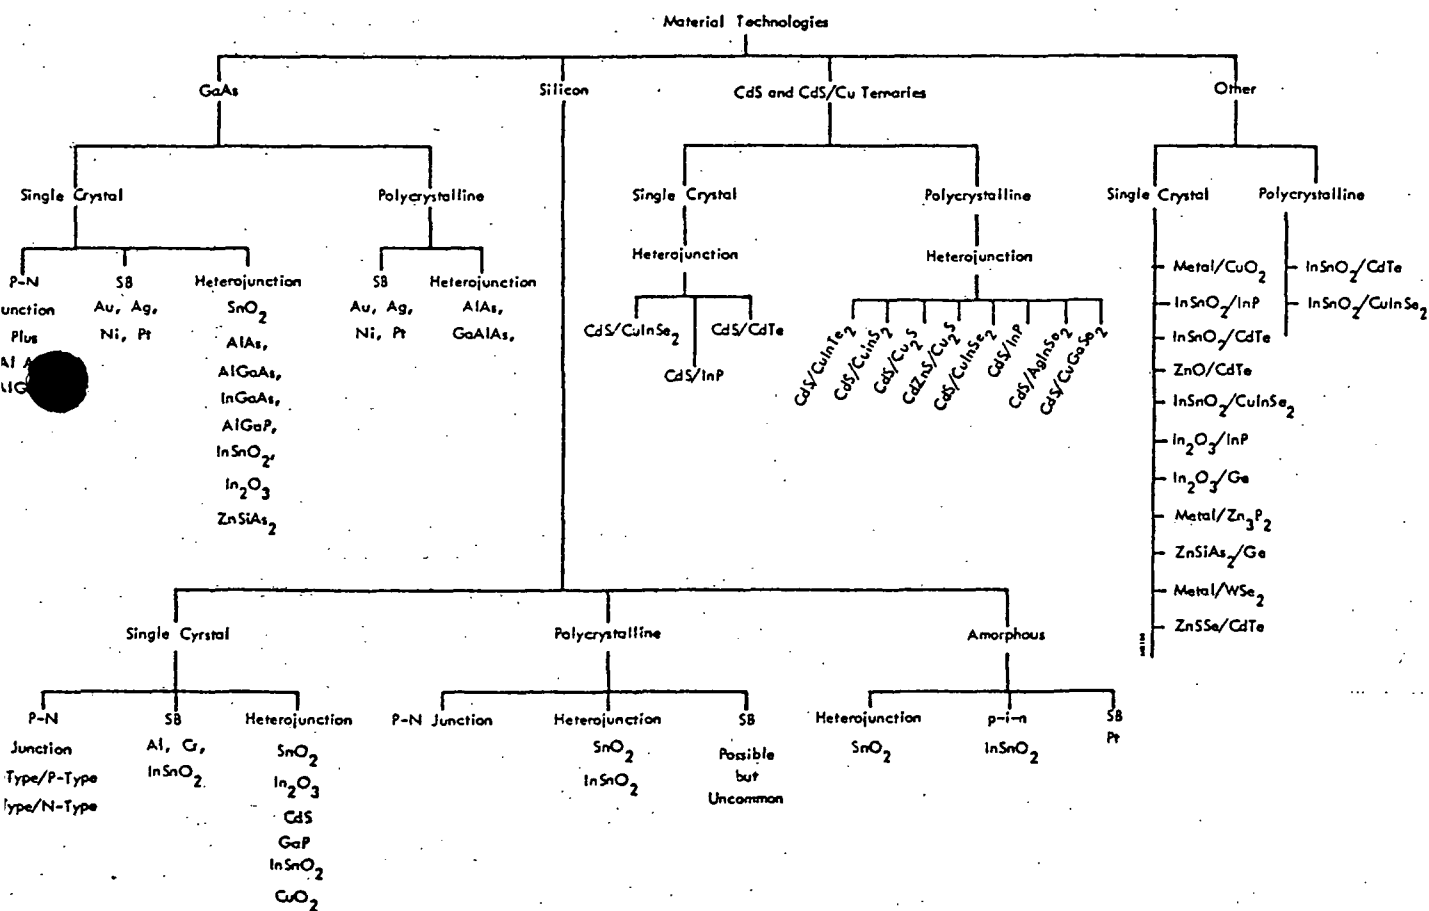 Material Technologies
GaAs
Silicon
CdS and CdS/Cu Ternaries
Other
Single Crystal
Polycrystalline
Single Crystal
Polycrystalline
Single Crystal
Polycrystalline
P-N
unction
Plus
Al A
AlG
SB
Au, Ag,
Ni, Pt
Heterojunction
SnO2
AlAs,
AlGaAs,
InGaAs,
AlGaP,
InSnO2,
In2O3
ZnSiAs2
SB
Au, Ag,
Ni, Pt
Heterojunction
AlAs,
GaAlAs,
Heterojunction
CdS/CuInSe2
CdS/InP
CdS/CdTe
Heterojunction
CdS/CuInTe2
CdS/CuInS2
CdS/Cu2S
CdZnS/Cu2S
CdS/CuInSe2
CdS/InP
CdS/AgInSe2
CdS/CuGaSe2
Metal/CuO2
InSnO2/InP
InSnO2/CdTe
ZnO/CdTe
InSnO2/CuInSe2
In2O3/InP
In2O3/Ge
Metal/Zn3P2
ZnSiAs2/Ge
Metal/WSe2
ZnSSe/CdTe
InSnO2/CdTe
InSnO2/CuInSe2
Single Cyrstal
Polycrystalline
Amorphous
P-N
Junction
Type/P-Type
Type/N-Type
SB
Al, Cr,
InSnO2
Heterojunction
SnO2
In2O3
CdS
GaP
InSnO2
CuO2
P-N Junction
Heterojunction
SnO2
InSnO2
SB
Possible
but
Uncommon
Heterojunction
SnO2
p-i-n
InSnO2
SB
Pt